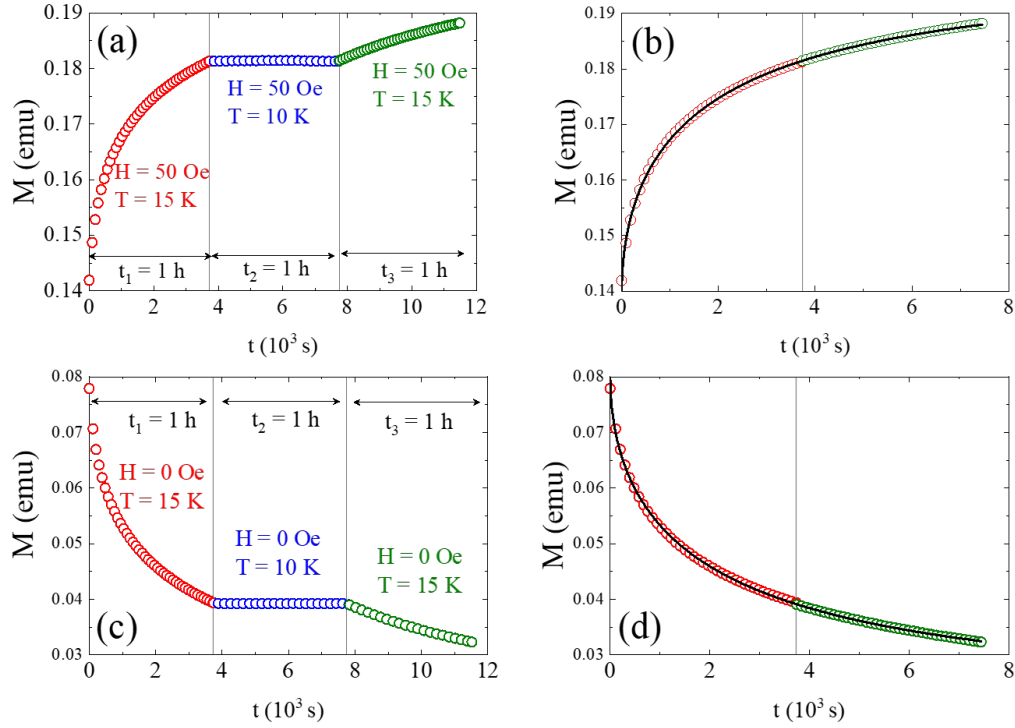 (a)
M (emu)
0.19
0.18
0.17
0.16
0.15
0.14
H = 50 Oe
T = 15 K
H = 50 Oe
T = 10 K
H = 50 Oe
T = 15 K
t₁ = 1 h
t₂ = 1 h
t₃ = 1 h
0 2 4 6 8 10 12
t (10³ s)
(b)
M (emu)
0.19
0.18
0.17
0.16
0.15
0.14
0 2 4 6 8
t (10³ s)
(c)
M (emu)
0.08
0.07
0.06
0.05
0.04
0.03
t₁ = 1 h
t₂ = 1 h
t₃ = 1 h
H = 0 Oe
T = 15 K
H = 0 Oe
T = 10 K
H = 0 Oe
T = 15 K
0 2 4 6 8 10 12
t (10³ s)
(d)
M (emu)
0.08
0.07
0.06
0.05
0.04
0.03
0 2 4 6 8
t (10³ s)